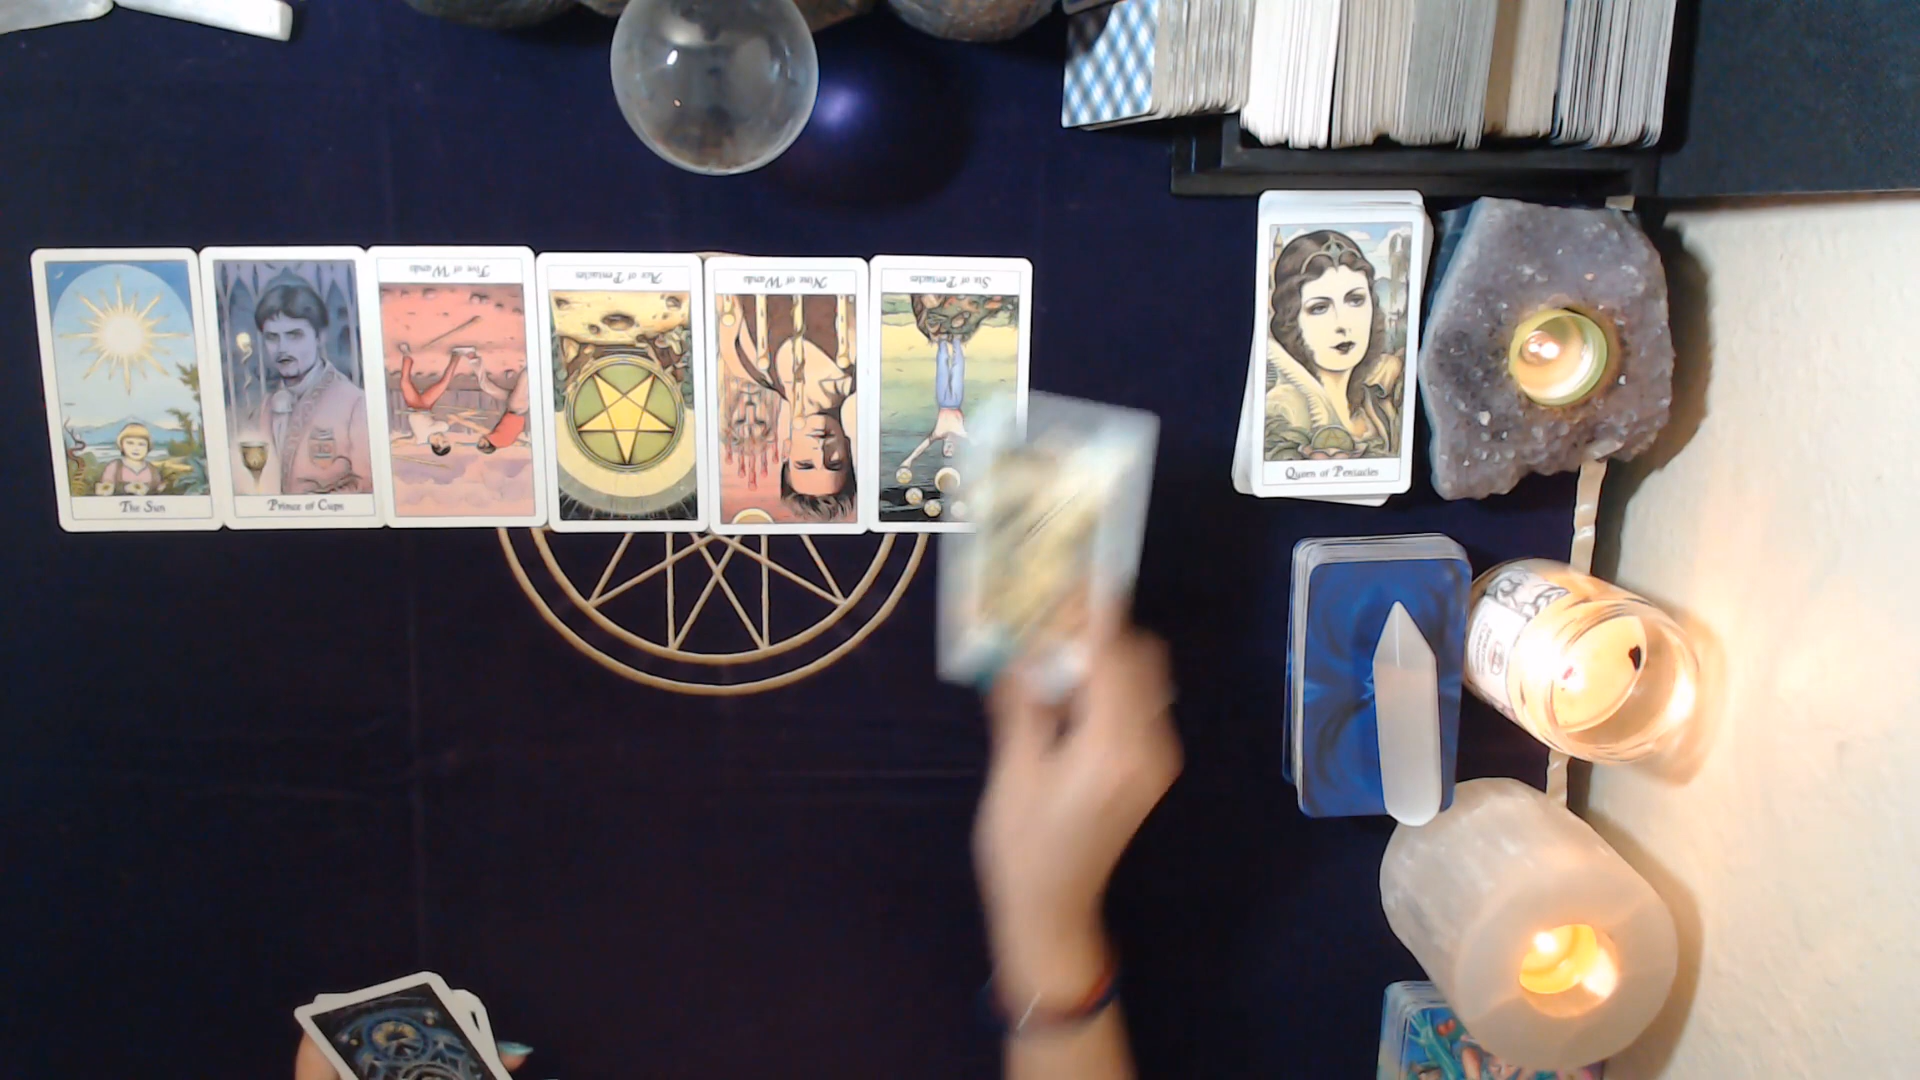 The Sun
Prince of Cups
Five of Wands
Ace of Pentacles
Nine of Wands
Six of Pentacles
Queen of Pentacles